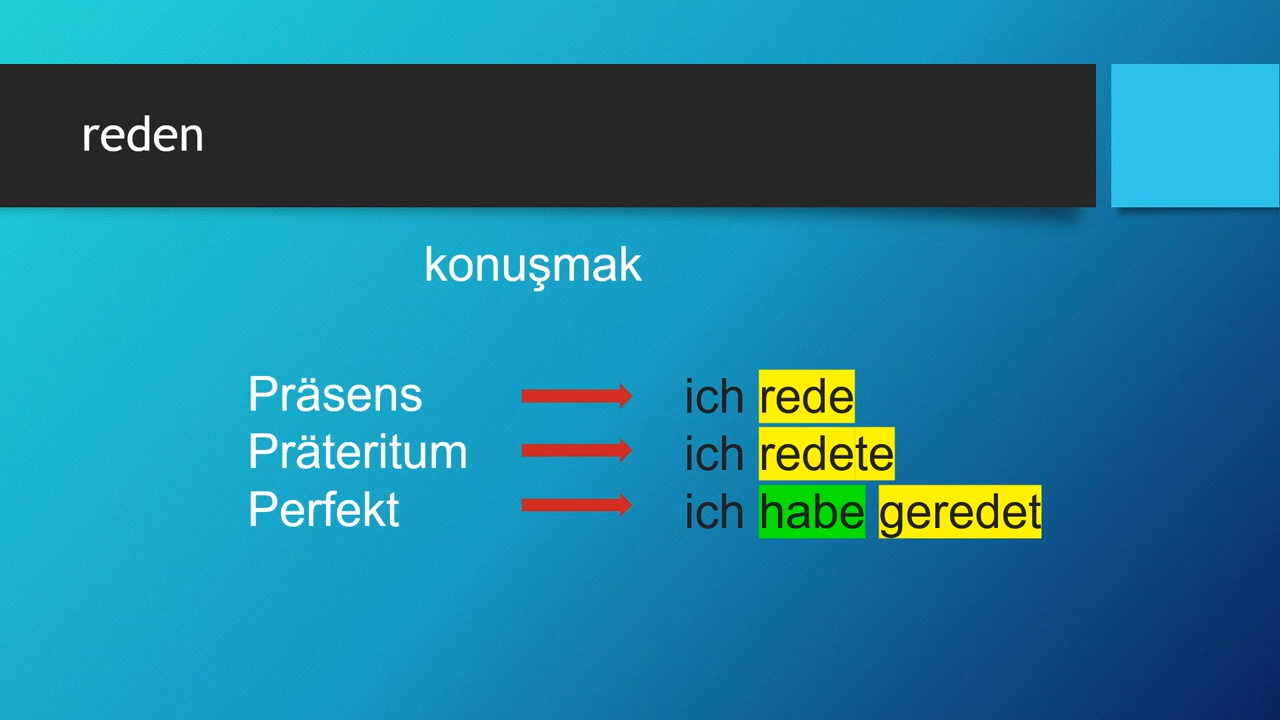 reden
konuşmak
Präsens ich rede
Präteritum ich redete
Perfekt ich habe geredet